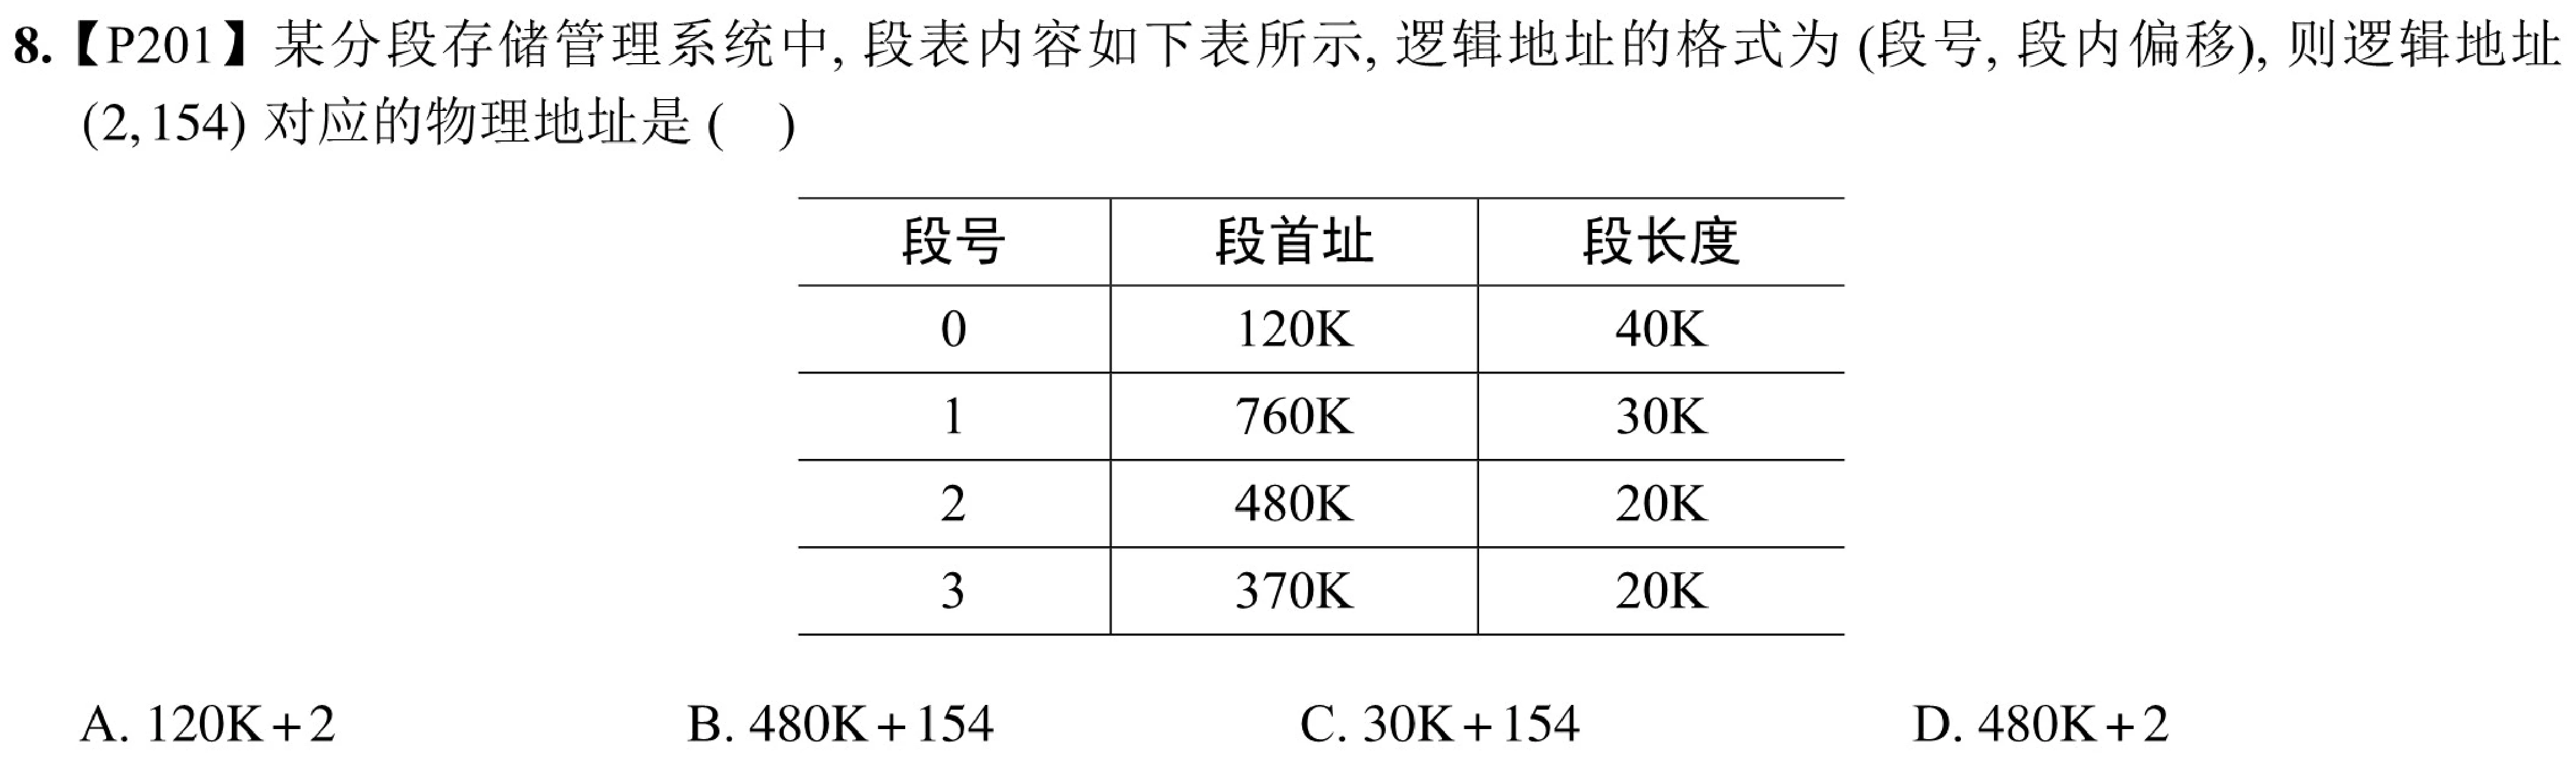 8.【P201】某分段存储管理系统中, 段表内容如下表所示, 逻辑地址的格式为 (段号, 段内偏移), 则逻辑地址
(2,154) 对应的物理地址是 (  )
段号 段首址 段长度
0 120K 40K
1 760K 30K
2 480K 20K
3 370K 20K
A. 120K+2 B. 480K+154 C. 30K+154 D. 480K+2